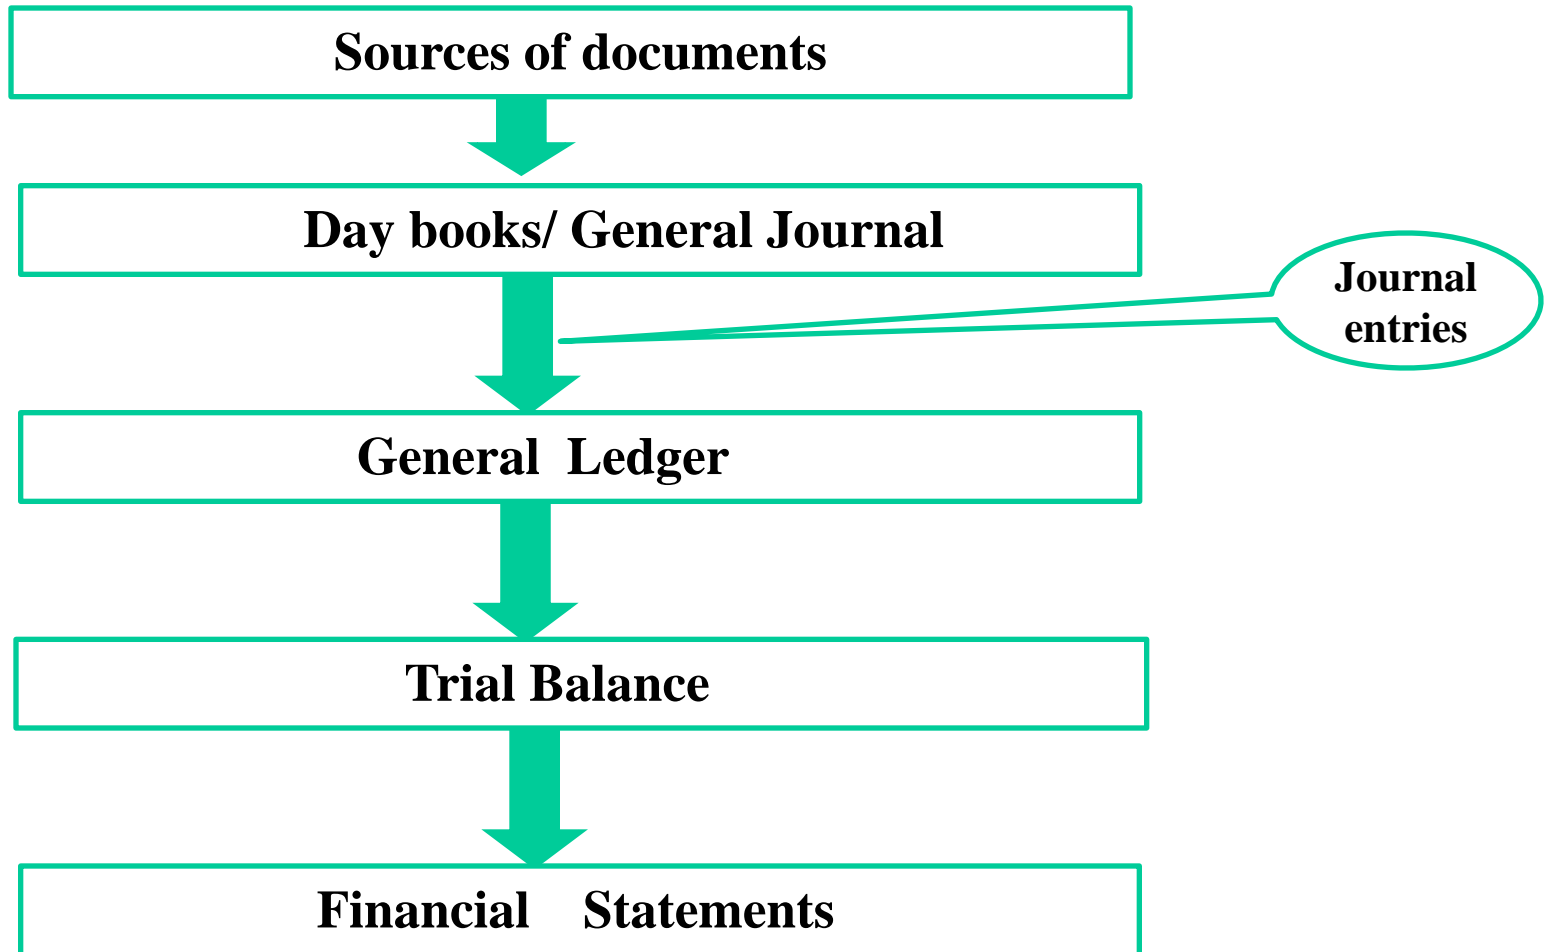 Sources of documents
Day books/ General Journal
Journal
entries
General  Ledger
Trial Balance
Financial    Statements